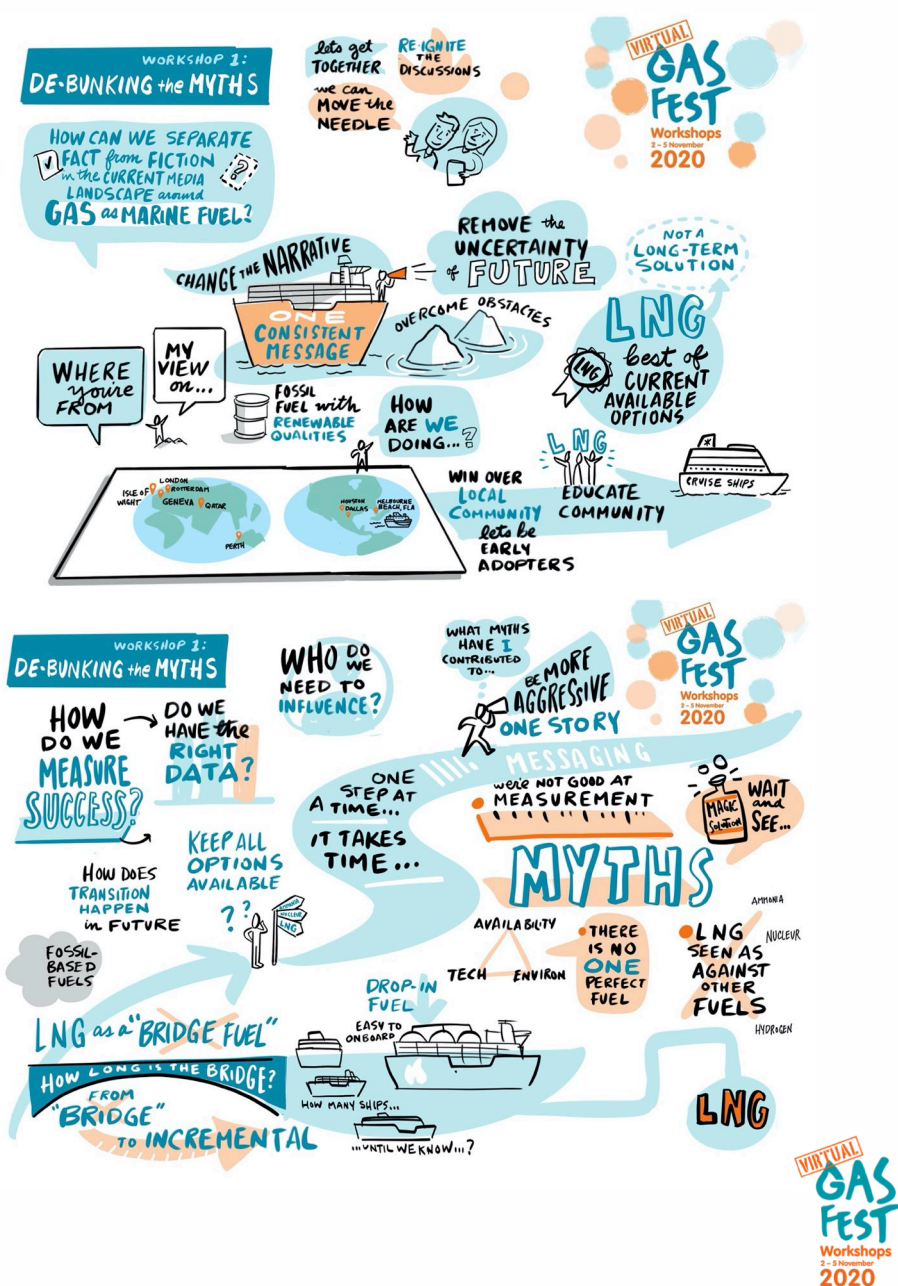 WORKSHOP 1:
DE-BUNKING the MYTHS
lets get
TOGETHER
RE-IGNITE
THE
DISCUSSIONS
we can
MOVE the
NEEDLE
VIRTUAL
GAS
FEST
Workshops
2 – 5 November
2020
HOW CAN WE SEPARATE
FACT from FICTION
in the CURRENT MEDIA
LANDSCAPE around
GAS as MARINE FUEL?
?
CHANGE THE NARRATIVE
REMOVE the
UNCERTAINTY
of FUTURE
NOT A
LONG-TERM
SOLUTION
ONE
CONSISTENT
MESSAGE
OVERCOME OBSTACTES
LNG
LNG
best of
CURRENT
AVAILABLE
OPTIONS
WHERE
you're
FROM
MY
VIEW
on...
FOSSIL
FUEL with
RENEWABLE
QUALITIES
HOW
ARE WE
DOING...?
LNG
EDUCATE
COMMUNITY
CRUISE SHIPS
WIN OVER
LOCAL
COMMUNITY
lets be
EARLY
ADOPTERS
LONDON
ISLE OF
WIGHT
ROTTERDAM
GENEVA
QATAR
PERTH
HOUSTON
DALLAS
MELBOURNE
BEACH, FLA
WORKSHOP 1:
DE-BUNKING the MYTHS
WHO DO
WE
NEED TO
INFLUENCE?
WHAT MYTHS
HAVE I
CONTRIBUTED
TO...
BE MORE
AGGRESSIVE
ONE STORY
VIRTUAL
GAS
FEST
Workshops
2 – 5 November
2020
HOW
DO WE
MEASURE
SUCCESS?
DO WE
HAVE the
RIGHT
DATA?
MESSAGING
ONE
STEP AT
A TIME...
IT TAKES
TIME...
we're NOT GOOD AT
MEASUREMENT
MAGIC
SOLUTION
WAIT
and
SEE...
HOW DOES
TRANSITION
HAPPEN
in FUTURE
KEEP ALL
OPTIONS
AVAILABLE
? ?
AMMONIA
NUCLEUR
LNG
MYTHS
FOSSIL-
BASED
FUELS
AVAILABILITY
TECH
ENVIRON
THERE
IS NO
ONE
PERFECT
FUEL
LNG
SEEN AS
AGAINST
OTHER
FUELS
AMMONIA
NUCLEUR
HYDROGEN
DROP-IN
FUEL
EASY TO
ONBOARD
LNG as a "BRIDGE FUEL"
HOW LONG IS THE BRIDGE?
FROM
"BRIDGE"
TO INCREMENTAL
HOW MANY SHIPS...
...UNTIL WE KNOW...?
LNG
VIRTUAL
GAS
FEST
Workshops
2 – 5 November
2020